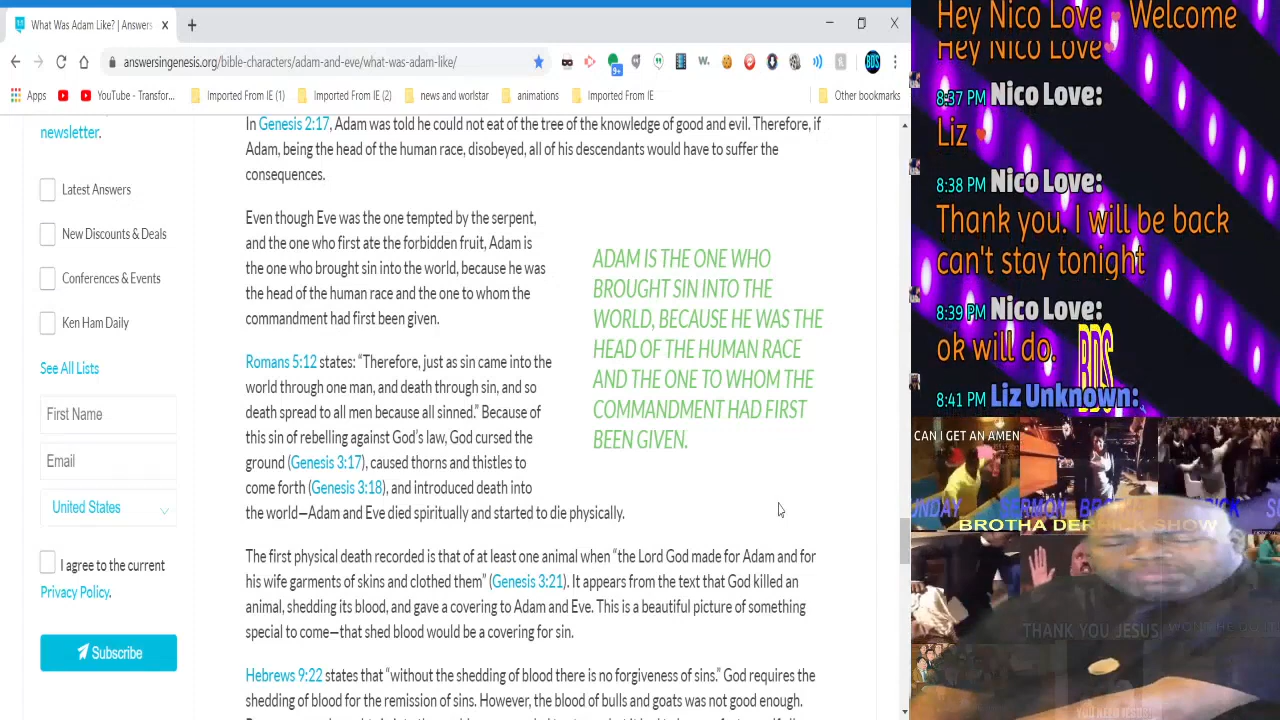 What Was Adam Like? | Answers
answersingenesis.org/bible-characters/adam-and-eve/what-was-adam-like/
9+
W.
BDS
Apps
YouTube - Transfor...
Imported From IE (1)
Imported From IE (2)
news and worlstar
animations
Imported From IE
Other bookmarks
newsletter.
Latest Answers
New Discounts & Deals
Conferences & Events
Ken Ham Daily
See All Lists
First Name
Email
United States
I agree to the current
Privacy Policy.
Subscribe
In Genesis 2:17, Adam was told he could not eat of the tree of the knowledge of good and evil. Therefore, if
Adam, being the head of the human race, disobeyed, all of his descendants would have to suffer the
consequences.
Even though Eve was the one tempted by the serpent,
and the one who first ate the forbidden fruit, Adam is
the one who brought sin into the world, because he was
the head of the human race and the one to whom the
commandment had first been given.
ADAM IS THE ONE WHO
BROUGHT SIN INTO THE
WORLD, BECAUSE HE WAS THE
HEAD OF THE HUMAN RACE
AND THE ONE TO WHOM THE
COMMANDMENT HAD FIRST
BEEN GIVEN.
Romans 5:12 states: “Therefore, just as sin came into the
world through one man, and death through sin, and so
death spread to all men because all sinned.” Because of
this sin of rebelling against God’s law, God cursed the
ground (Genesis 3:17), caused thorns and thistles to
come forth (Genesis 3:18), and introduced death into
the world—Adam and Eve died spiritually and started to die physically.
The first physical death recorded is that of at least one animal when “the Lord God made for Adam and for
his wife garments of skins and clothed them” (Genesis 3:21). It appears from the text that God killed an
animal, shedding its blood, and gave a covering to Adam and Eve. This is a beautiful picture of something
special to come—that shed blood would be a covering for sin.
Hebrews 9:22 states that “without the shedding of blood there is no forgiveness of sins.” God requires the
shedding of blood for the remission of sins. However, the blood of bulls and goats was not good enough.
Hey Nico Love Welcome
Hey Nico Love
8:37 PM Nico Love:
Liz
8:38 PM Nico Love:
Thank you. I will be back
can't stay tonight
8:39 PM Nico Love:
ok will do.
BDS
8:41 PM Liz Unknown:
BDS
CAN I GET AN AMEN
UNDAY SERMON
BROTHA DERRICK SHOW
THANK YOU JESUS
YOU NEED JESUS